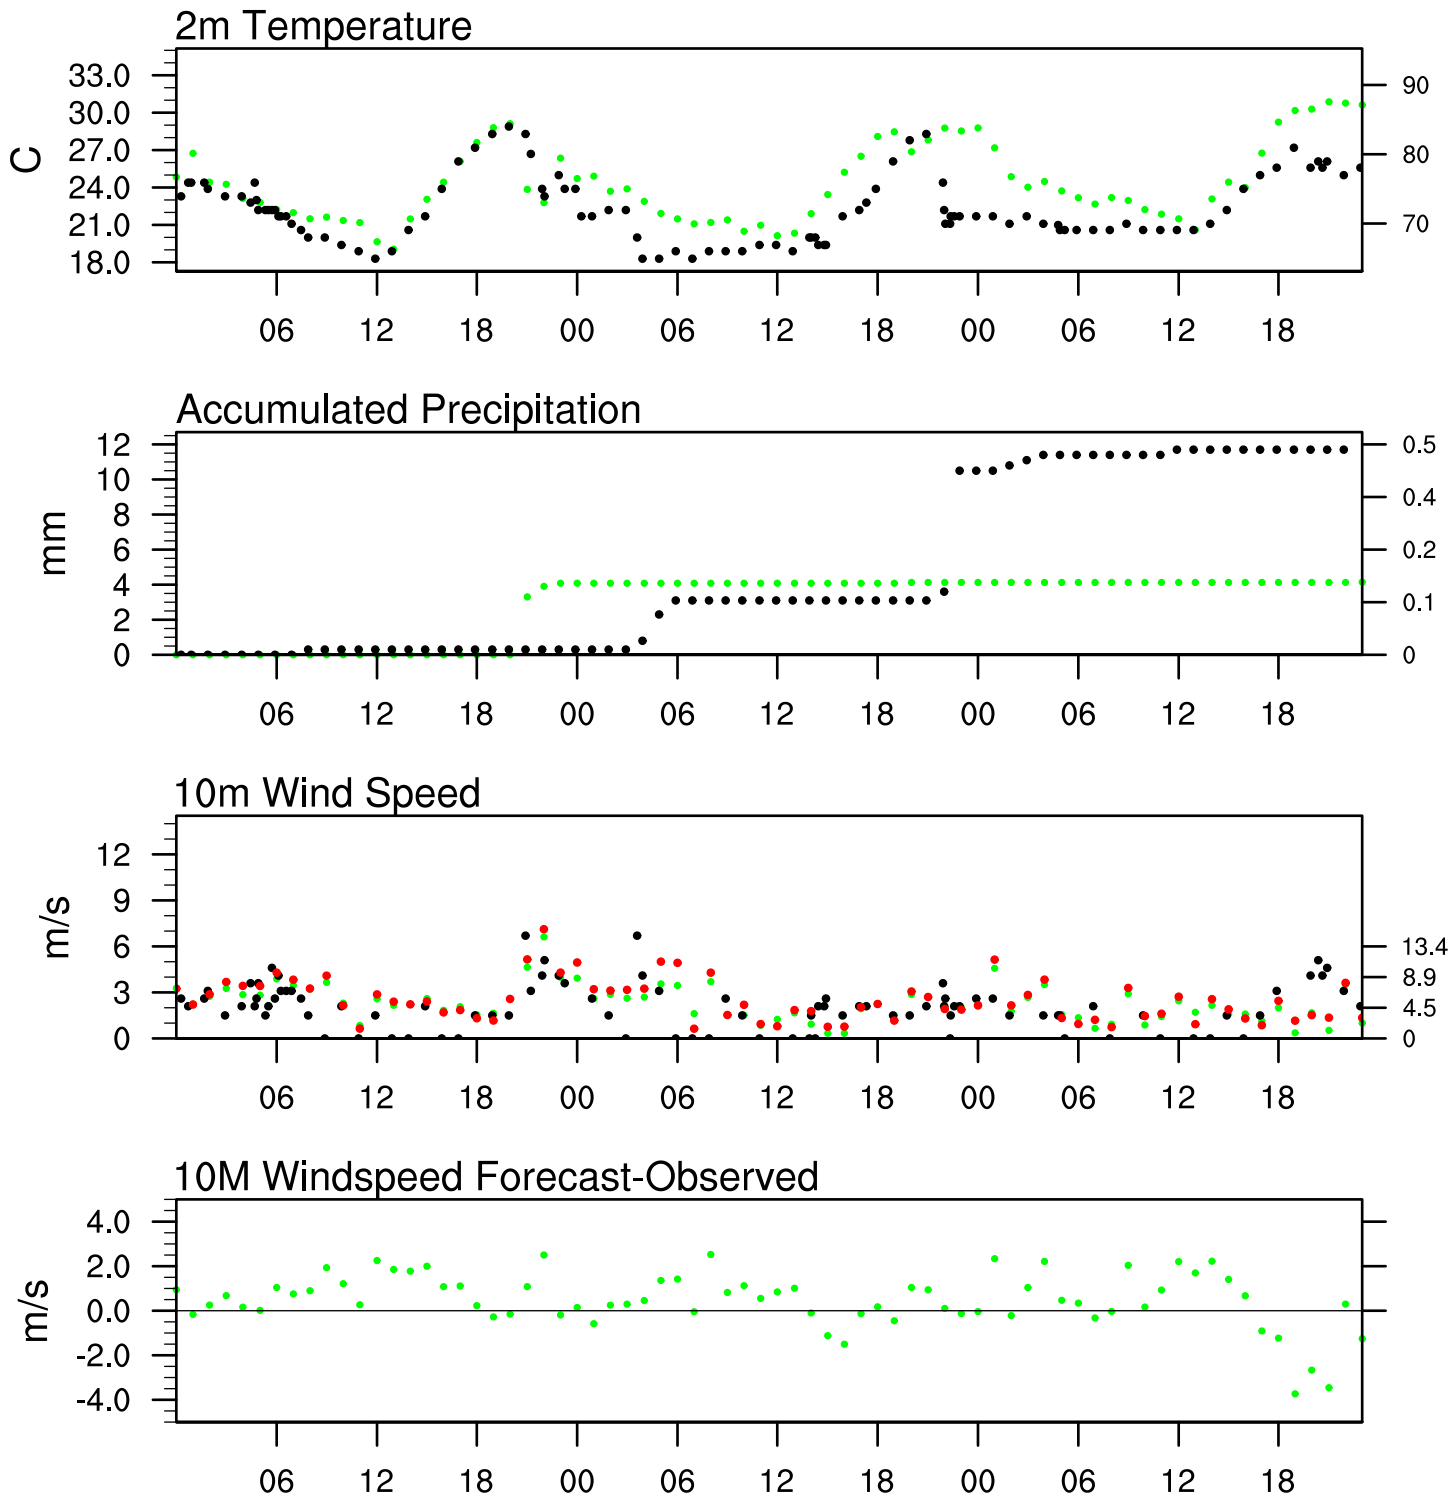 2m Temperature
33.0
30.0
27.0
24.0
21.0
18.0
C
90
80
70
06 12 18 00 06 12 18 00 06 12 18
Accumulated Precipitation
12
10
8
6
4
2
0
mm
0.5
0.4
0.2
0.1
0
06 12 18 00 06 12 18 00 06 12 18
10m Wind Speed
12
9
6
3
0
m/s
13.4
8.9
4.5
0
06 12 18 00 06 12 18 00 06 12 18
10M Windspeed Forecast-Observed
4.0
2.0
0.0
-2.0
-4.0
m/s
06 12 18 00 06 12 18 00 06 12 18